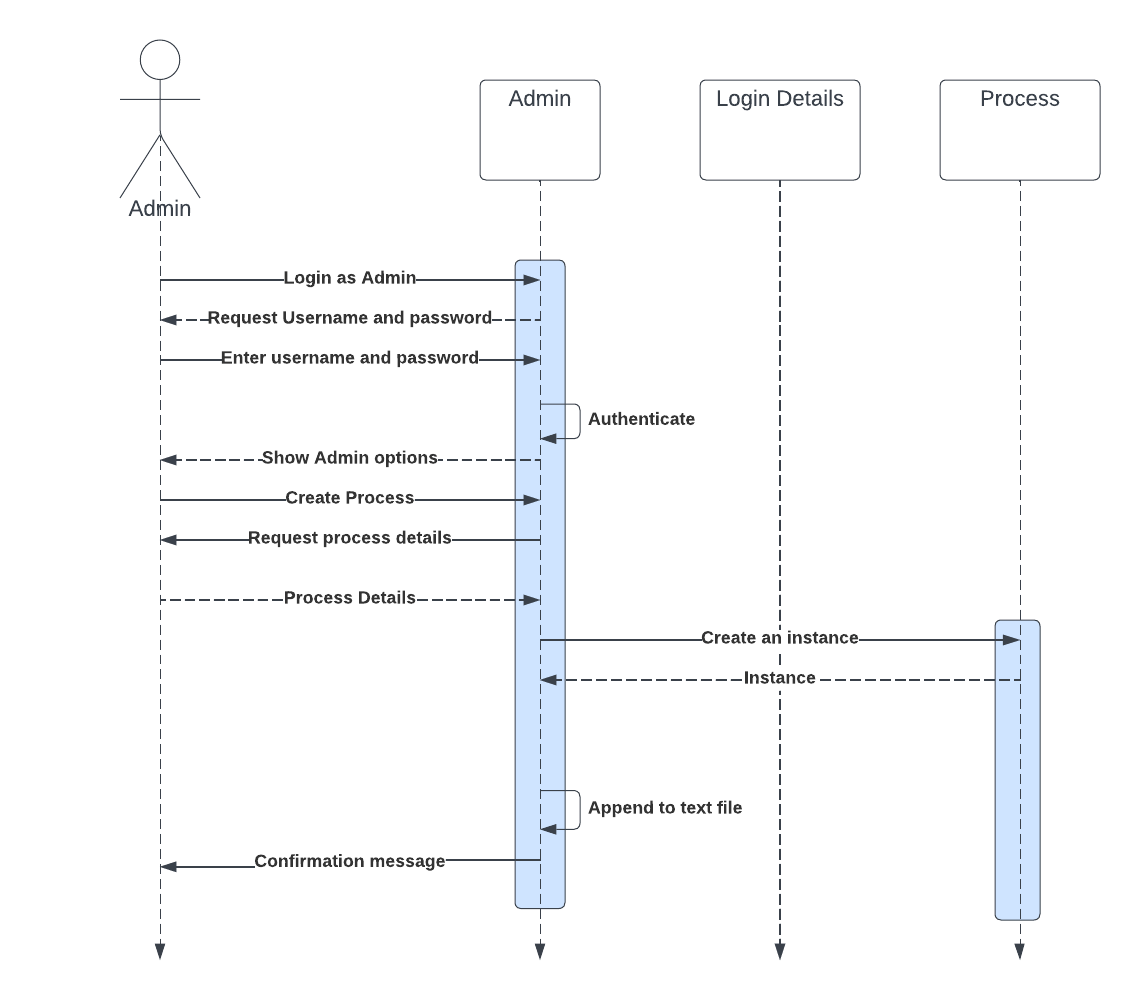 Admin
Admin
Login Details
Process
Login as Admin
Request Username and password
Enter username and password
Authenticate
Show Admin options
Create Process
Request process details
Process Details
Create an instance
Instance
Append to text file
Confirmation message